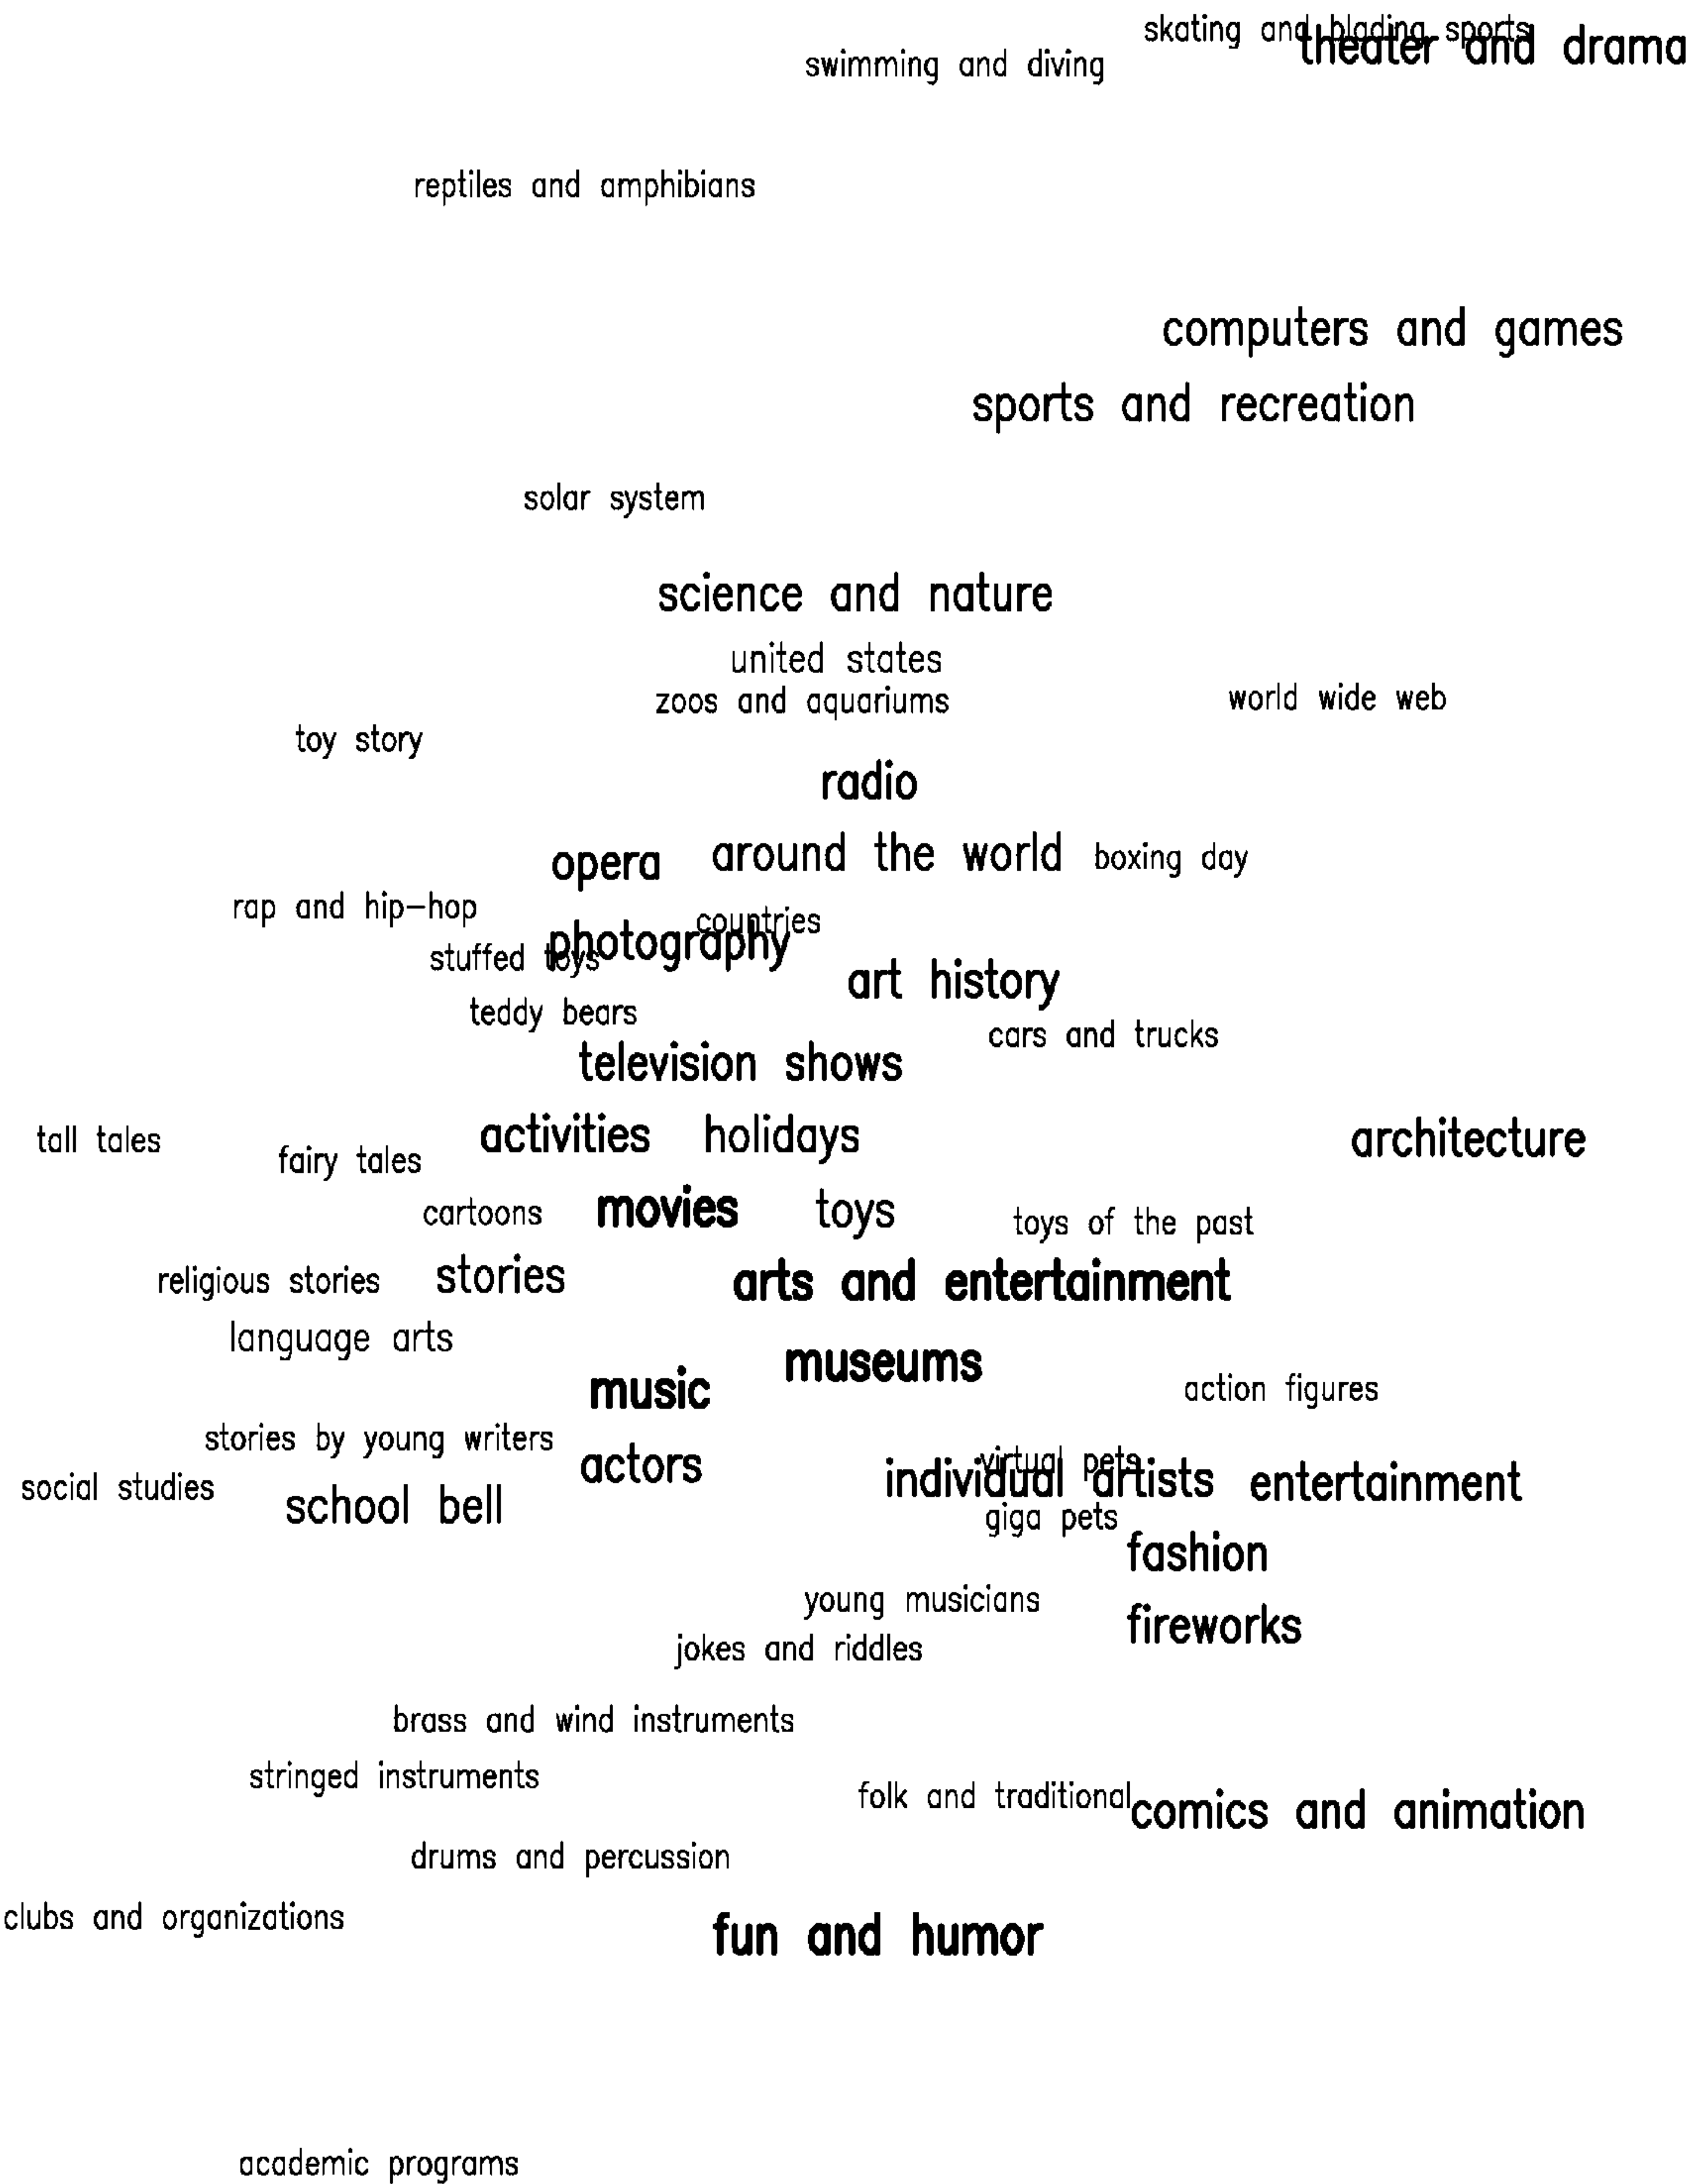 skating and blading sports
theater and drama
swimming and diving
reptiles and amphibians
computers and games
sports and recreation
solar system
science and nature
united states
zoos and aquariums
world wide web
toy story
radio
opera
around the world
boxing day
rap and hip-hop
countries
photography
stuffed toys
art history
teddy bears
cars and trucks
television shows
tall tales
activities
holidays
architecture
fairy tales
cartoons
movies
toys
toys of the past
religious stories
stories
arts and entertainment
language arts
museums
music
action figures
stories by young writers
actors
virtual pets
individual artists
entertainment
social studies
school bell
giga pets
fashion
young musicians
fireworks
jokes and riddles
brass and wind instruments
stringed instruments
folk and traditional
comics and animation
drums and percussion
clubs and organizations
fun and humor
academic programs